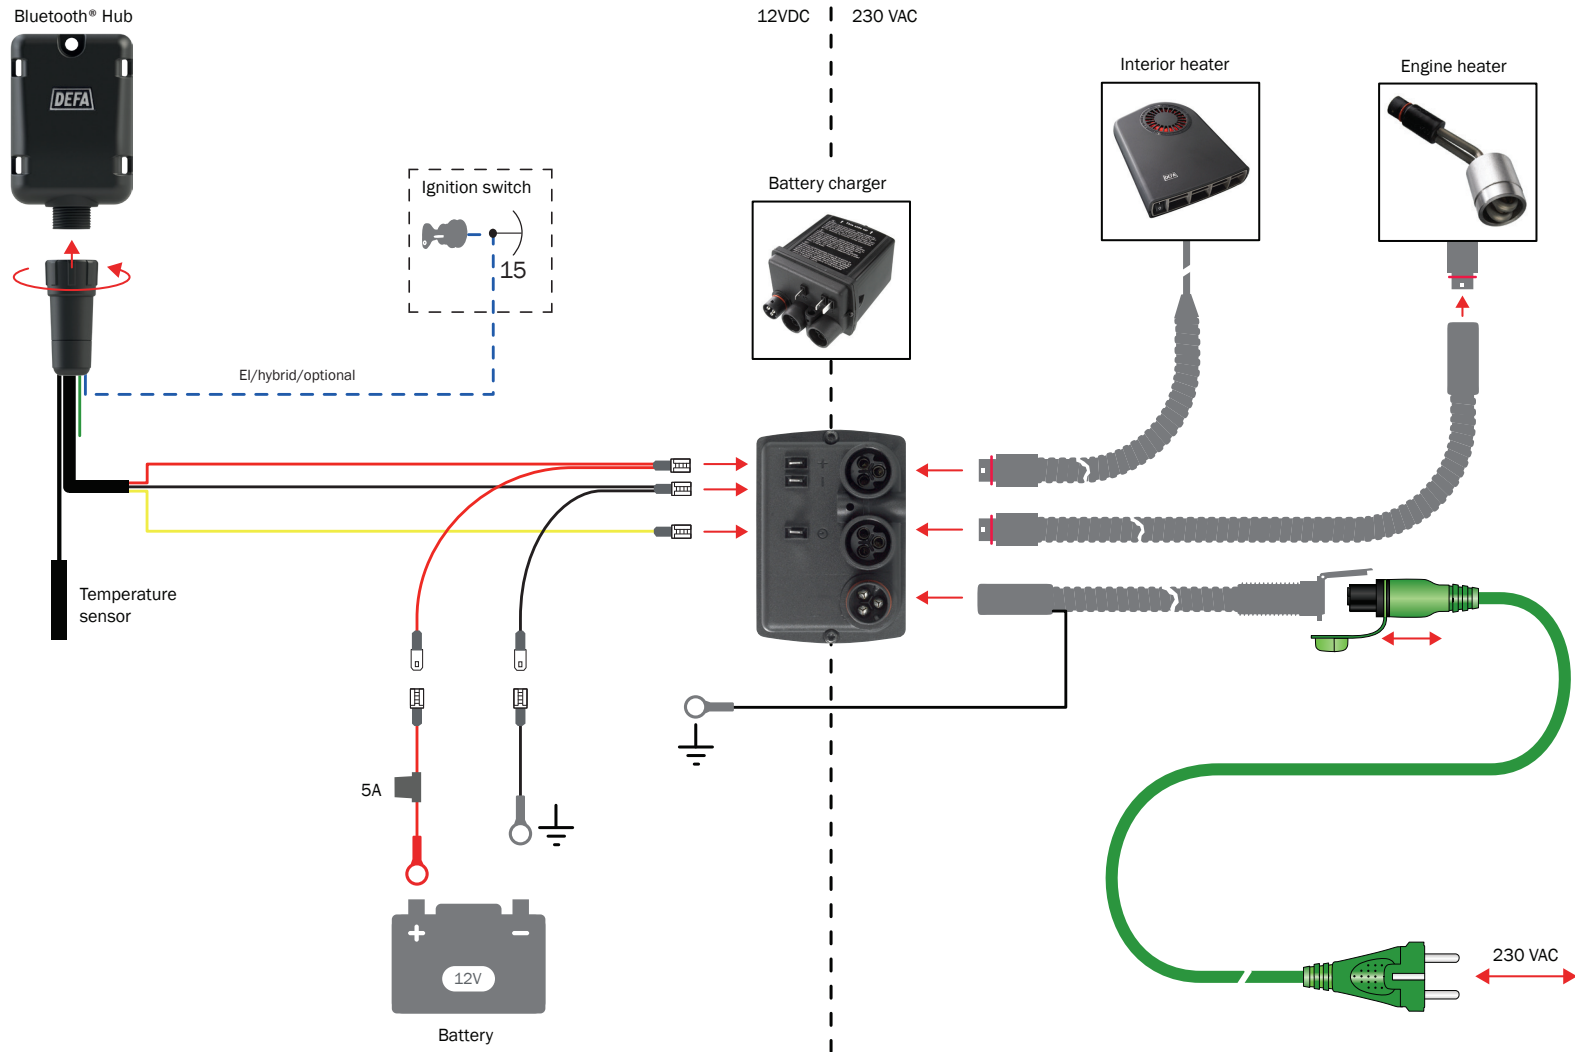 Bluetooth® Hub
12VDC
230 VAC
Interior heater
Engine heater
DEFA
Ignition switch
15
Battery charger
DEFA
El/hybrid/optional
+
−
Temperature
sensor
5A
+
−
12V
230 VAC
Battery